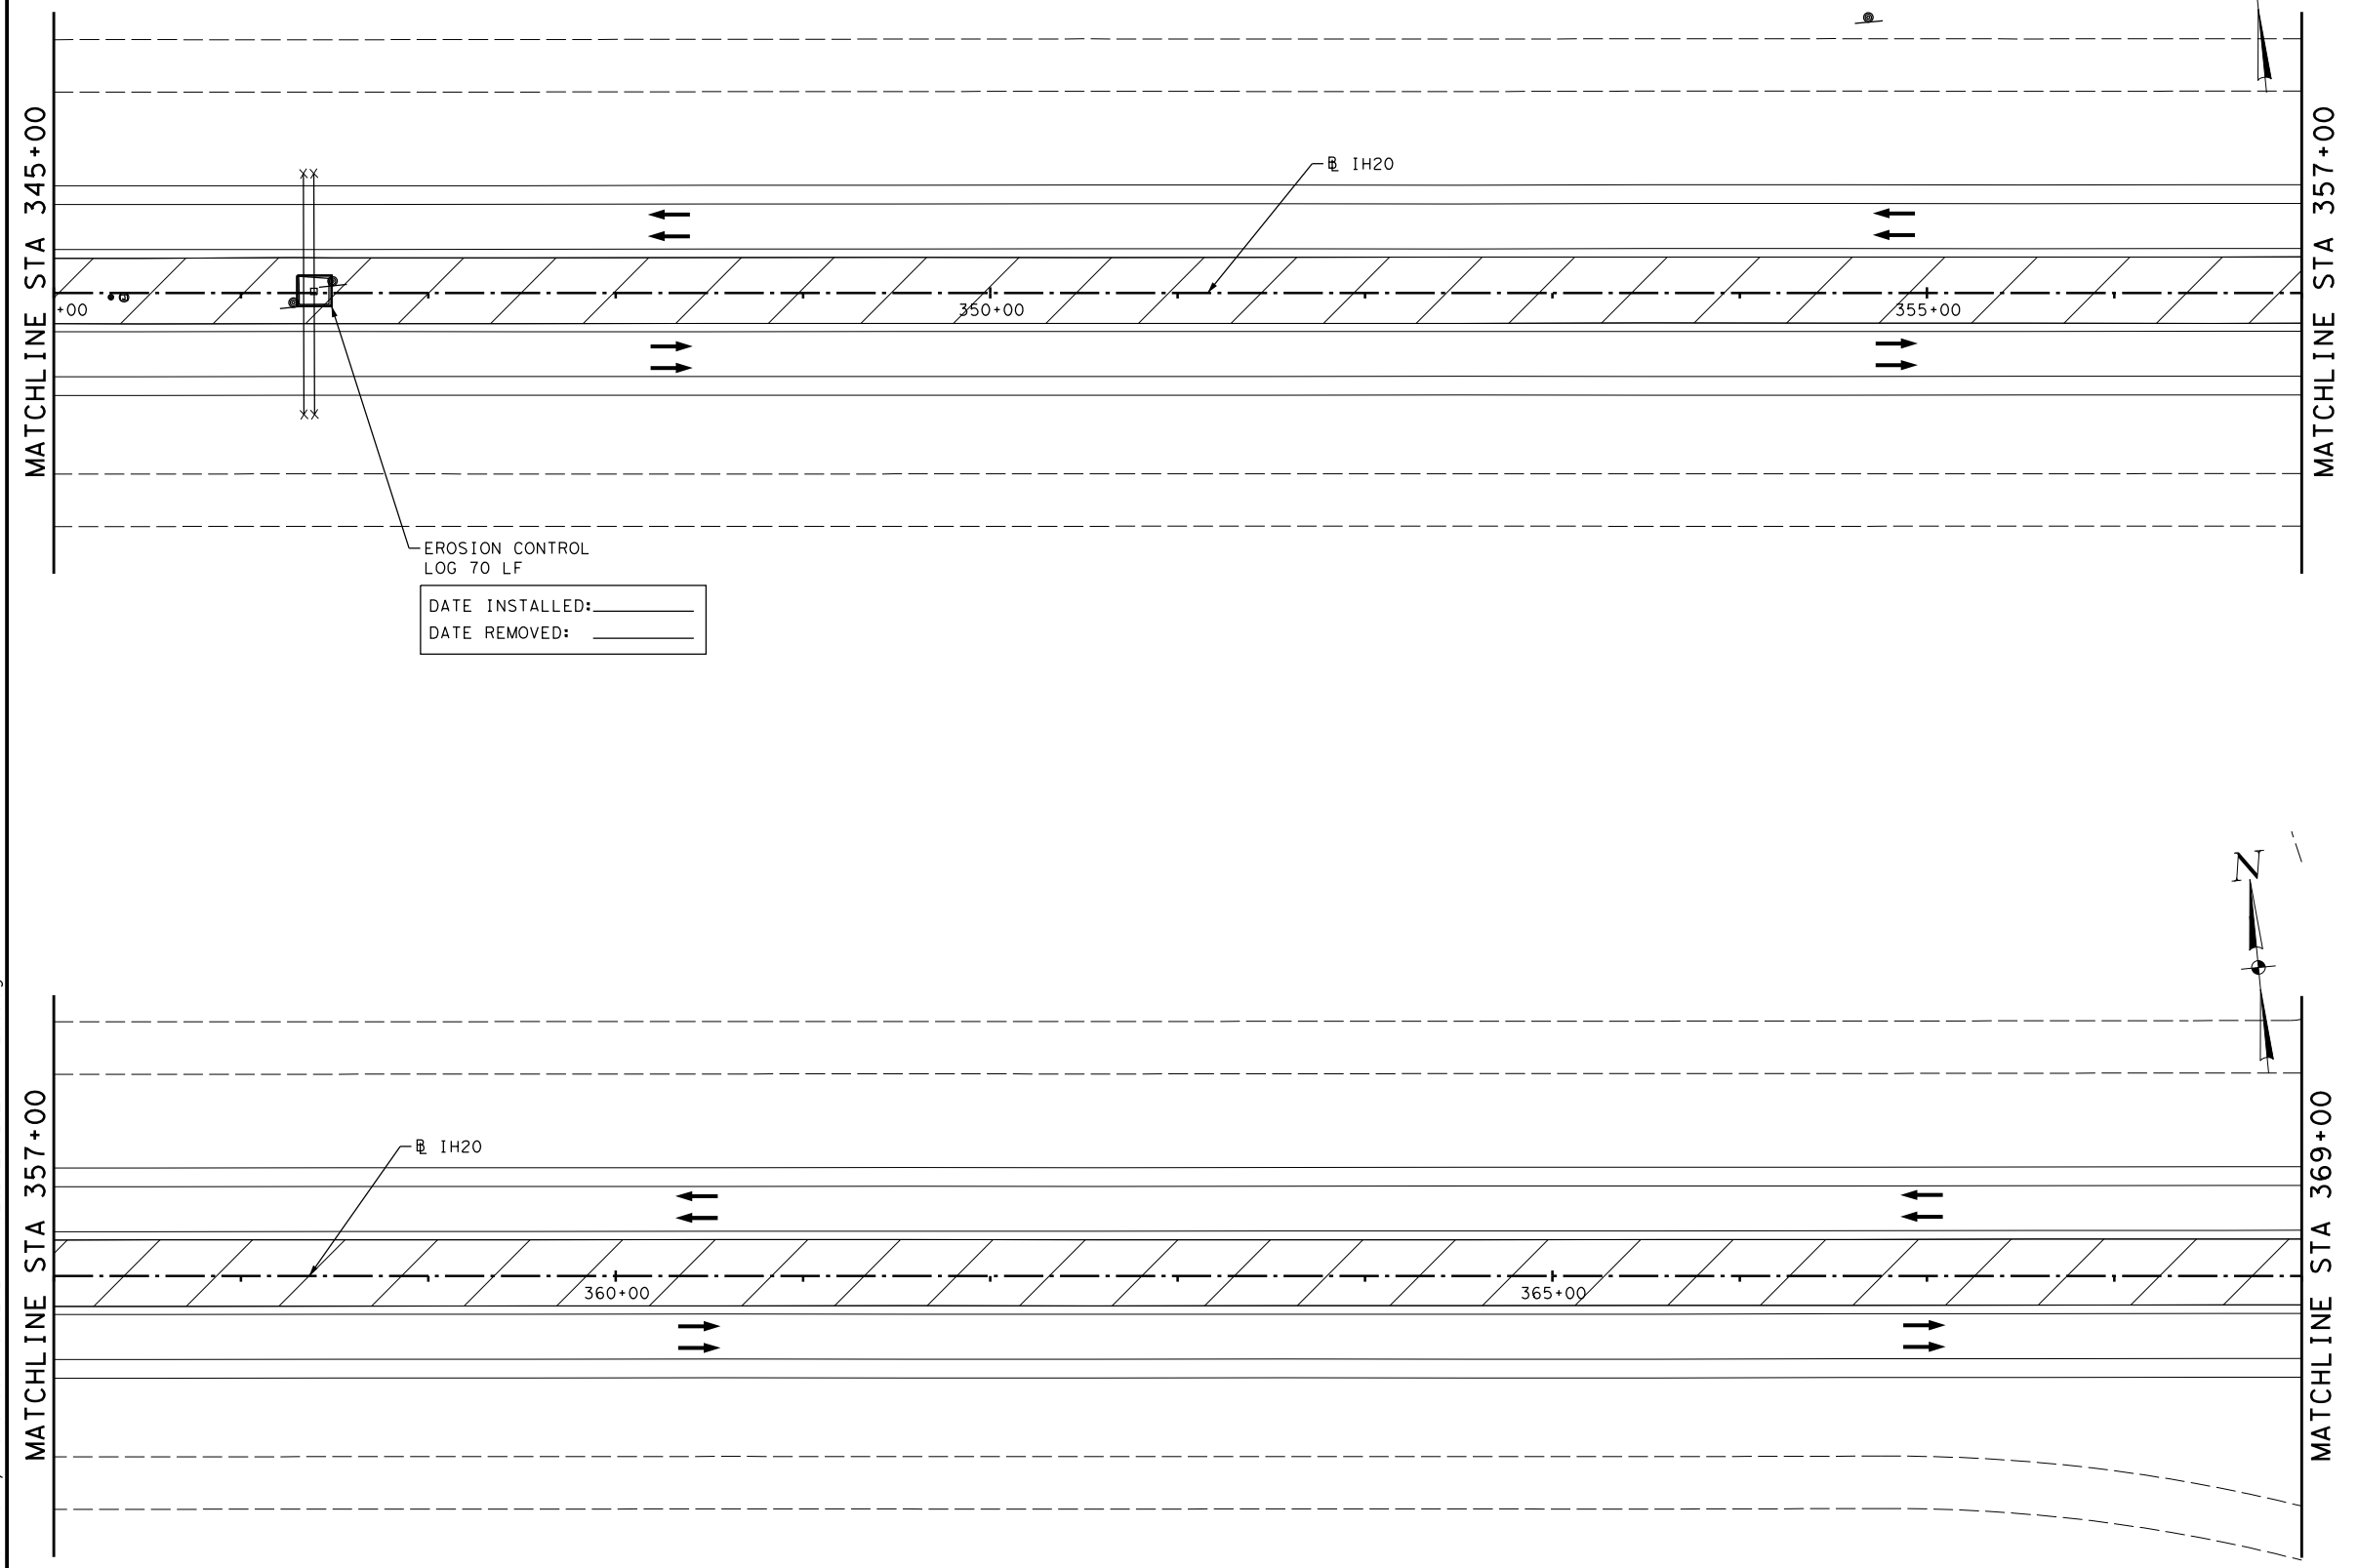 MATCHLINE STA 345+00
℄ IH20
MATCHLINE STA 357+00
+00
350+00
355+00
EROSION CONTROL
LOG 70 LF
DATE INSTALLED:
DATE REMOVED:
N
MATCHLINE STA 357+00
℄ IH20
MATCHLINE STA 369+00
360+00
365+00